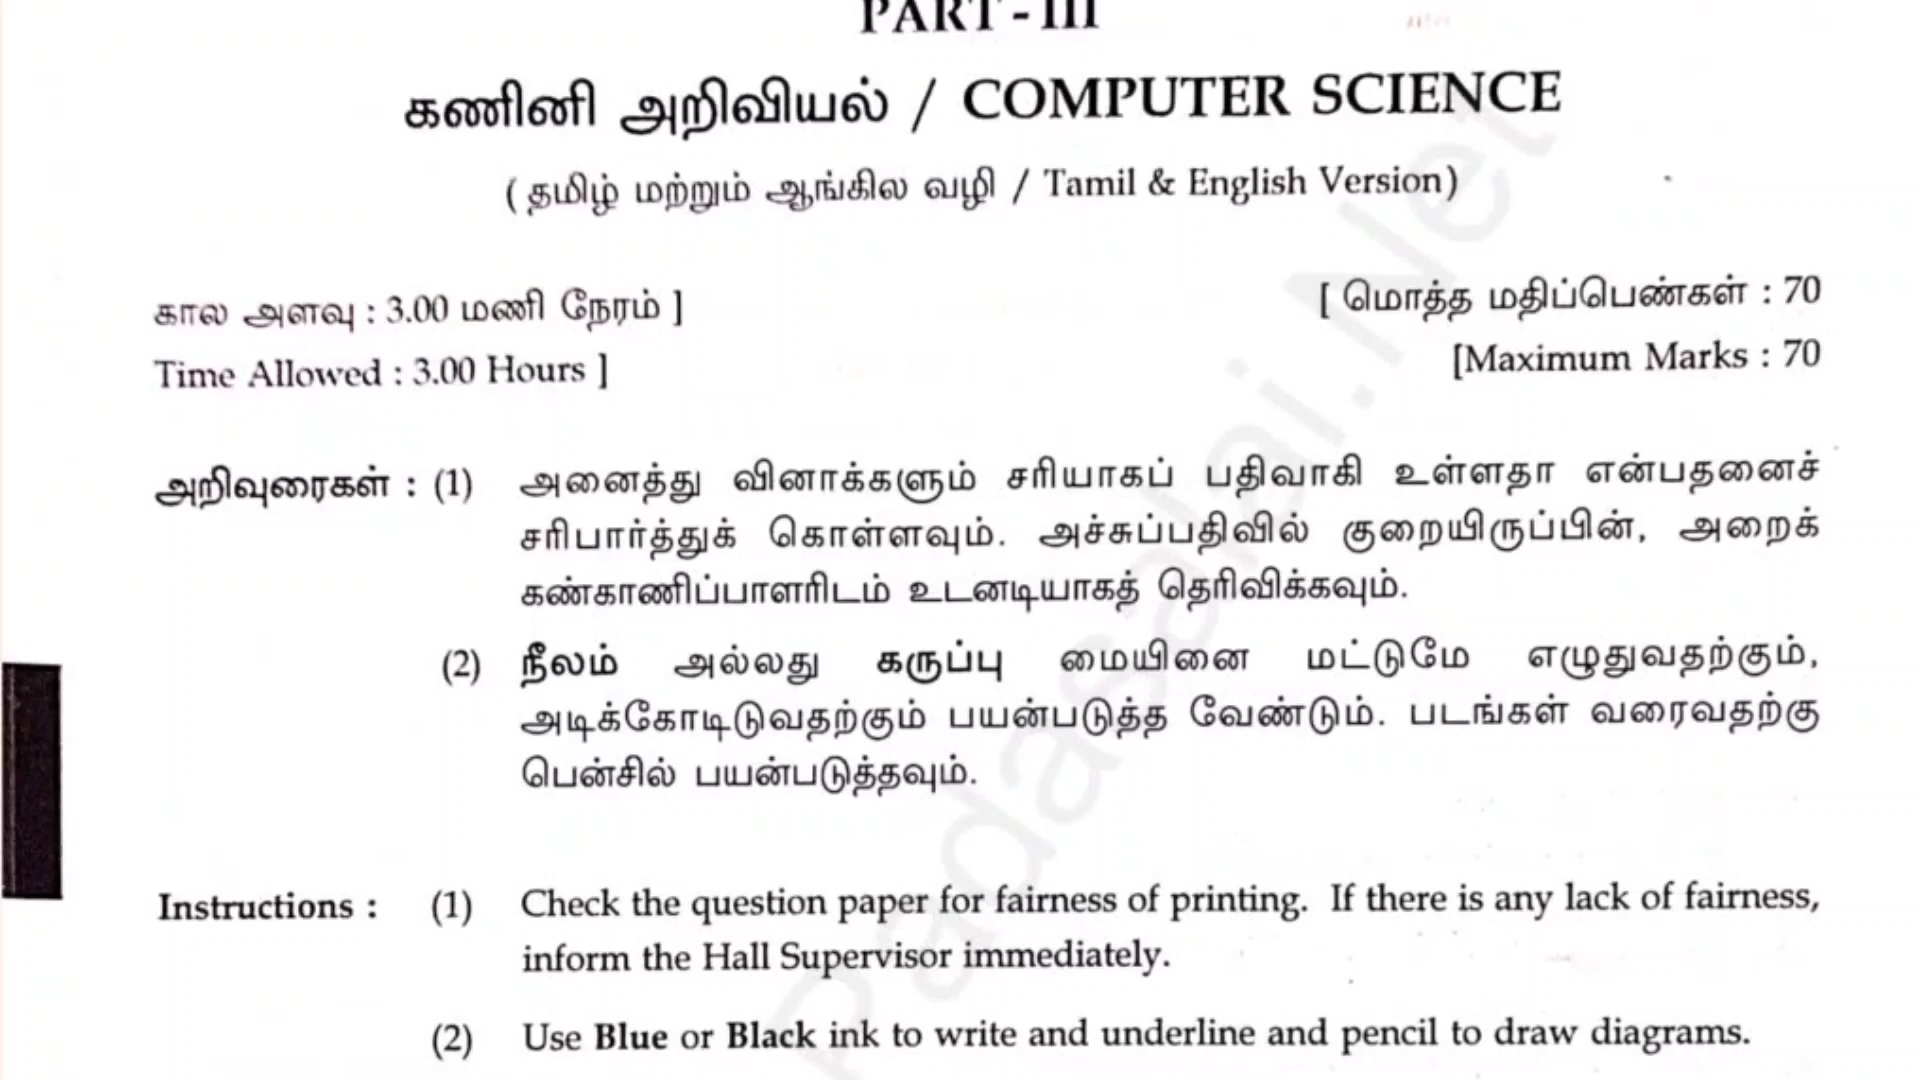 PART - III
கணினி அறிவியல் / COMPUTER SCIENCE
( தமிழ் மற்றும் ஆங்கில வழி / Tamil & English Version)
கால அளவு : 3.00 மணி நேரம் ]
[ மொத்த மதிப்பெண்கள் : 70
Time Allowed : 3.00 Hours ]
[Maximum Marks : 70
அறிவுரைகள் : (1) அனைத்து வினாக்களும் சரியாகப் பதிவாகி உள்ளதா என்பதனைச்
சரிபார்த்துக் கொள்ளவும். அச்சுப்பதிவில் குறையிருப்பின், அறைக்
கண்காணிப்பாளரிடம் உடனடியாகத் தெரிவிக்கவும்.
(2) நீலம் அல்லது கருப்பு மையினை மட்டுமே எழுதுவதற்கும்,
அடிக்கோடிடுவதற்கும் பயன்படுத்த வேண்டும். படங்கள் வரைவதற்கு
பென்சில் பயன்படுத்தவும்.
Instructions : (1) Check the question paper for fairness of printing. If there is any lack of fairness,
inform the Hall Supervisor immediately.
(2) Use Blue or Black ink to write and underline and pencil to draw diagrams.
Padasalai.Net